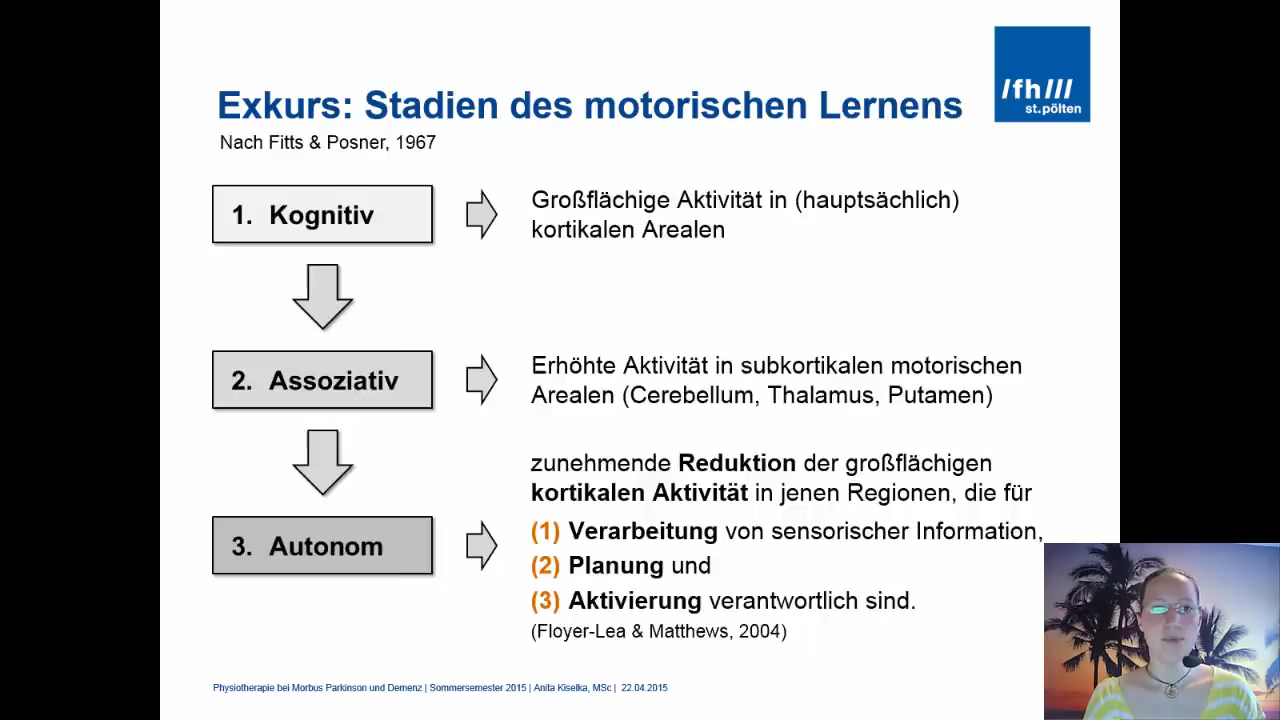 Exkurs: Stadien des motorischen Lernens
Nach Fitts & Posner, 1967
/fh///
st.pölten
1. Kognitiv
Großflächige Aktivität in (hauptsächlich)
kortikalen Arealen
2. Assoziativ
Erhöhte Aktivität in subkortikalen motorischen
Arealen (Cerebellum, Thalamus, Putamen)
3. Autonom
zunehmende Reduktion der großflächigen
kortikalen Aktivität in jenen Regionen, die für
(1) Verarbeitung von sensorischer Information,
(2) Planung und
(3) Aktivierung verantwortlich sind.
(Floyer-Lea & Matthews, 2004)
Physiotherapie bei Morbus Parkinson und Demenz | Sommersemester 2015 | Anita Kiselka, MSc | 22.04.2015